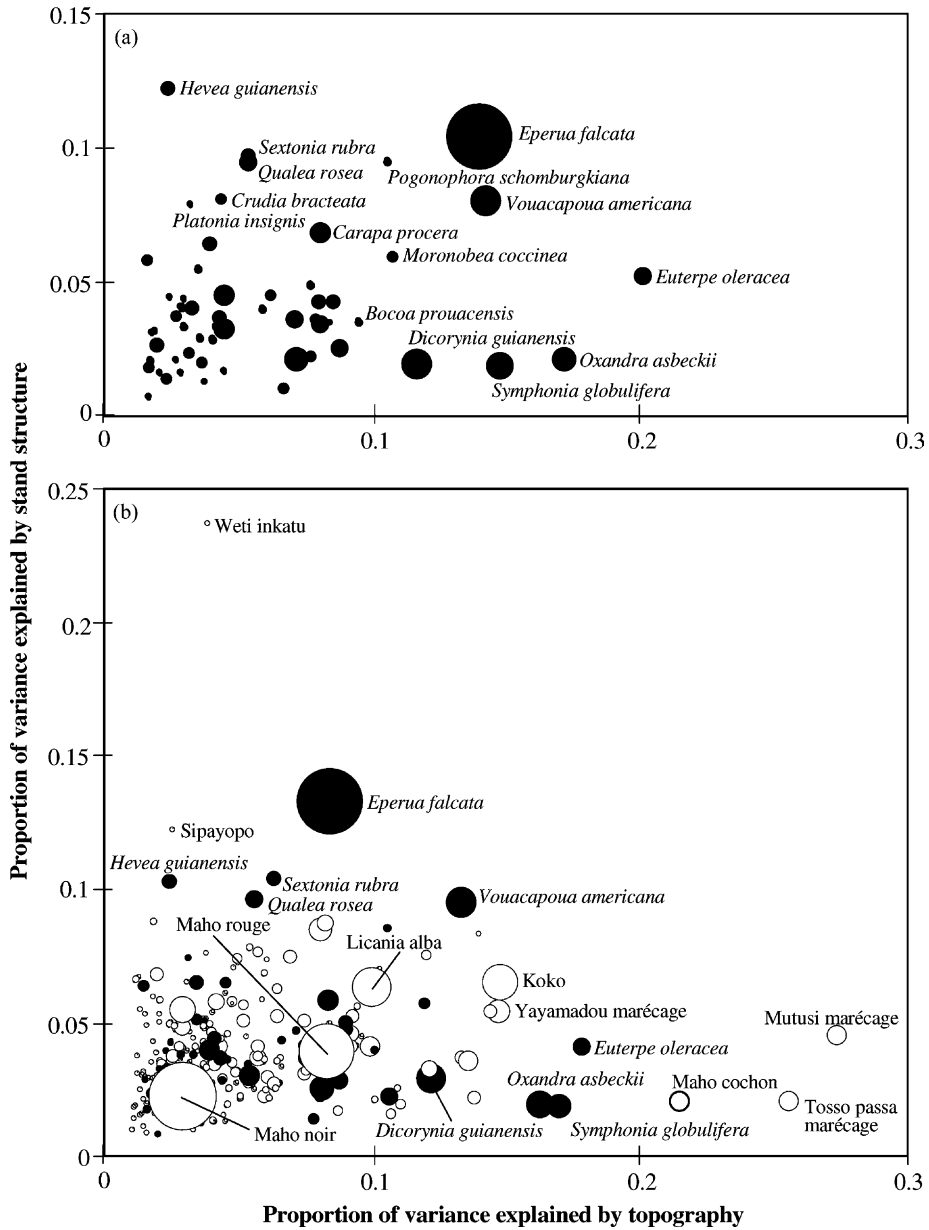 0.15
(a)
Hevea guianensis
Eperua falcata
0.1
Sextonia rubra
Qualea rosea
Pogonophora schomburgkiana
Crudia bracteata
Vouacapoua americana
Platonia insignis
Carapa procera
Moronobea coccinea
0.05
Euterpe oleracea
Bocoa prouacensis
Dicorynia guianensis
Oxandra asbeckii
Symphonia globulifera
0
0
0.1
0.2
0.3
Proportion of variance explained by stand structure
0.25
(b)
Weti inkatu
0.2
0.15
Eperua falcata
Sipayopo
Hevea guianensis
0.1
Sextonia rubra
Qualea rosea
Vouacapoua americana
Maho rouge
Licania alba
Koko
Yayamadou marécage
Mutusi marécage
0.05
Euterpe oleracea
Oxandra asbeckii
Maho cochon
Maho noir
Dicorynia guianensis
Symphonia globulifera
Tosso passa
marécage
0
0
0.1
0.2
0.3
Proportion of variance explained by topography